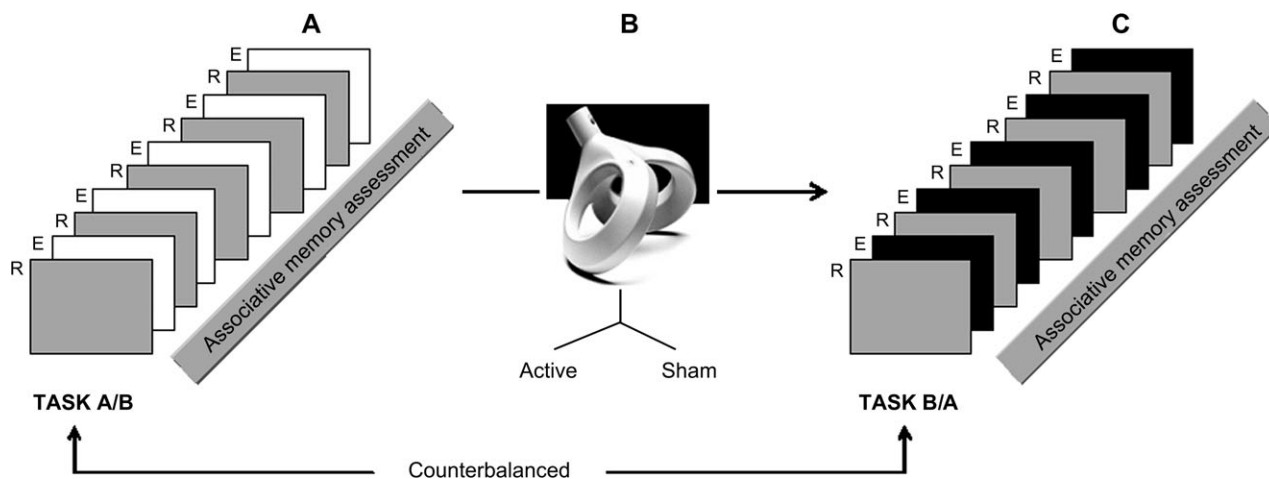 A
B
C
E
R
E
R
E
R
E
R
E
R
Associative memory assessment
TASK A/B
Active
Sham
E
R
E
R
E
R
E
R
E
R
Associative memory assessment
TASK B/A
Counterbalanced